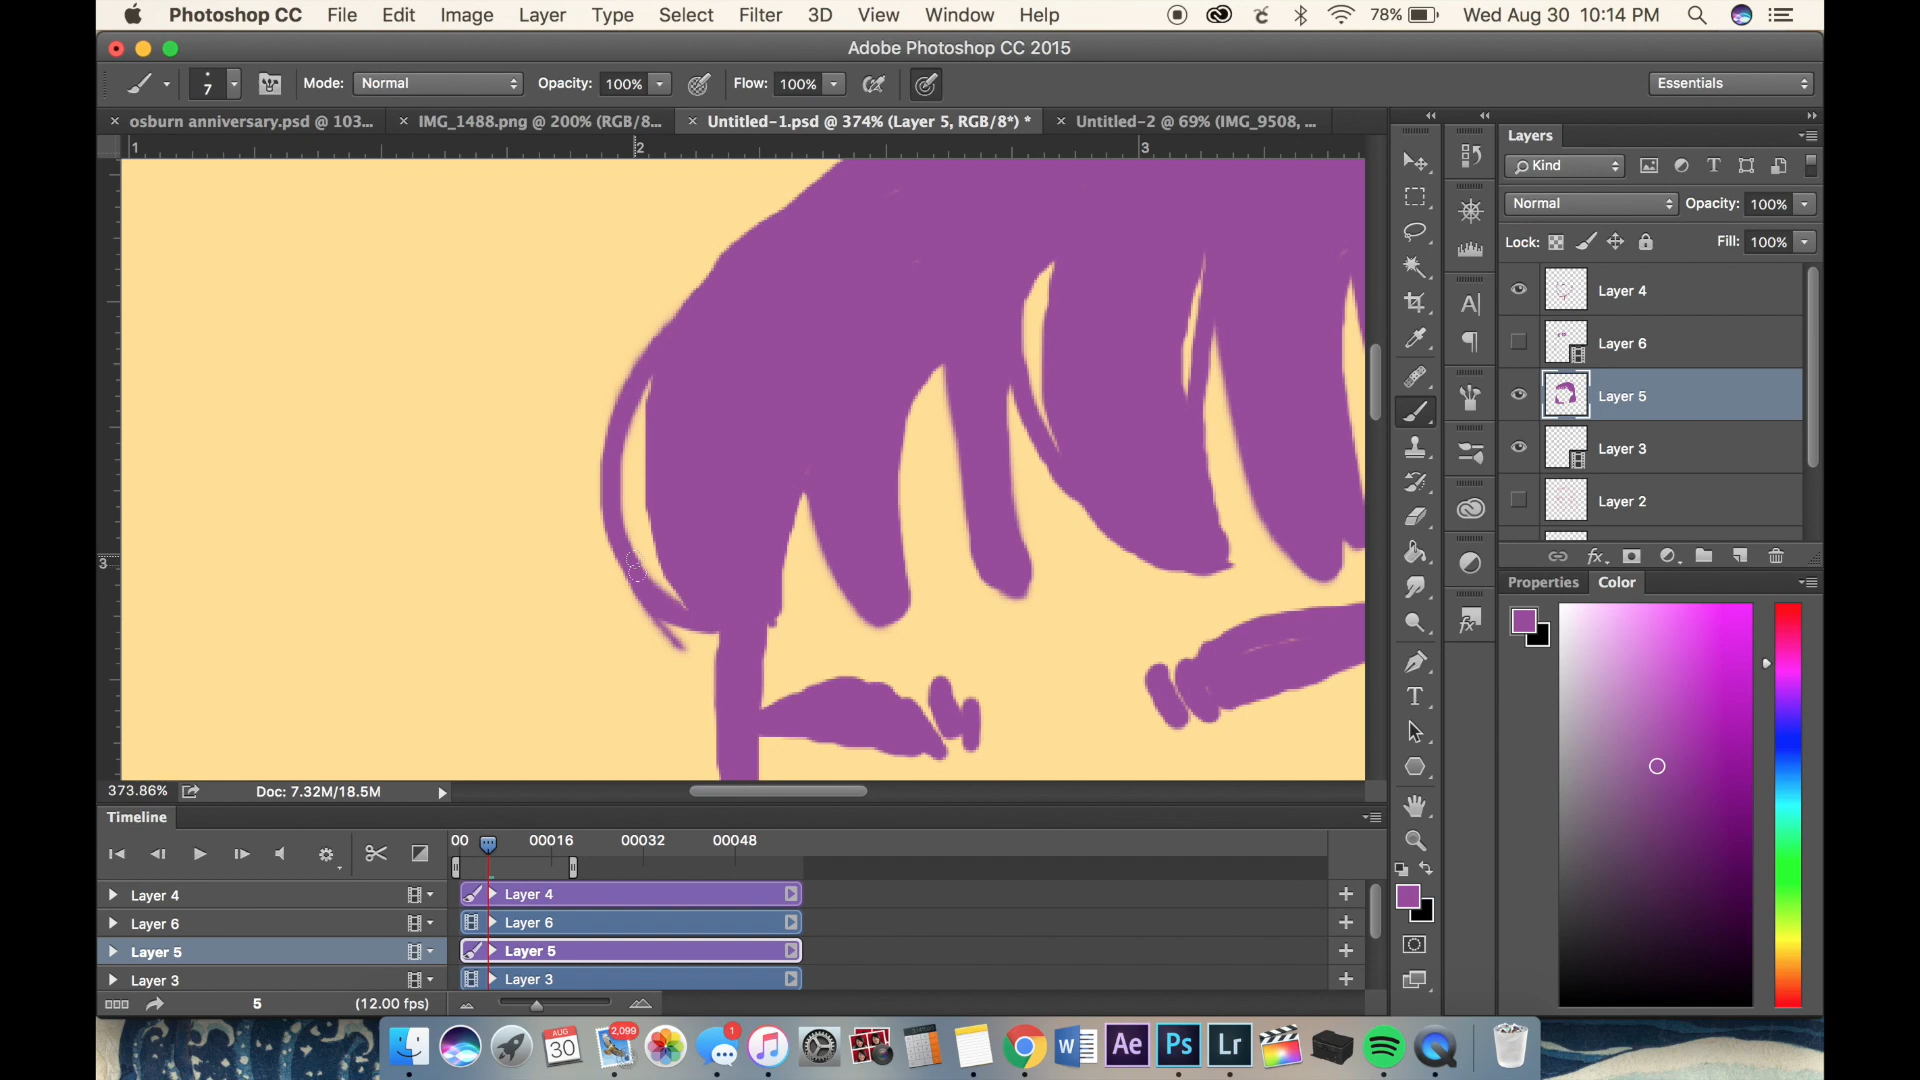 Photoshop CC File Edit Image Layer Type Select Filter 3D View Window Help 78% Wed Aug 30 10:14 PM
Adobe Photoshop CC 2015
7 Mode: Normal Opacity: 100% Flow: 100% Essentials
osburn anniversary.psd @ 103... IMG_1488.png @ 200% (RGB/8... Untitled-1.psd @ 374% (Layer 5, RGB/8*) * Untitled-2 @ 69% (IMG_9508, ...
Layers
1 2 3
Kind
Normal Opacity: 100%
Lock: Fill: 100%
Layer 4
Layer 6
Layer 5
Layer 3
Layer 2
3
Properties Color
373.86% Doc: 7.32M/18.5M
Timeline
00 00016 00032 00048
Layer 4 Layer 4
Layer 6 Layer 6
Layer 5 Layer 5
Layer 3 Layer 3
5 (12.00 fps)
AUG 30 2,099 1 W Ae Ps Lr